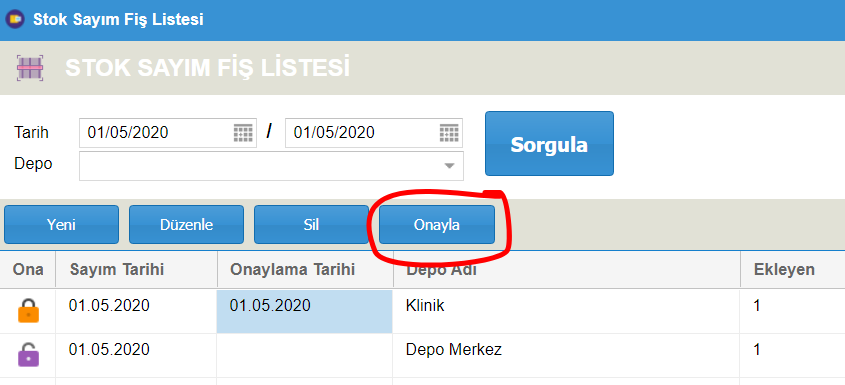 Stok Sayım Fiş Listesi
STOK SAYIM FİŞ LİSTESİ
Tarih 01/05/2020 / 01/05/2020
Sorgula
Depo
Yeni Düzenle Sil Onayla
Ona Sayım Tarihi Onaylama Tarihi Depo Adı Ekleyen
01.05.2020 01.05.2020 Klinik 1
01.05.2020 Depo Merkez 1